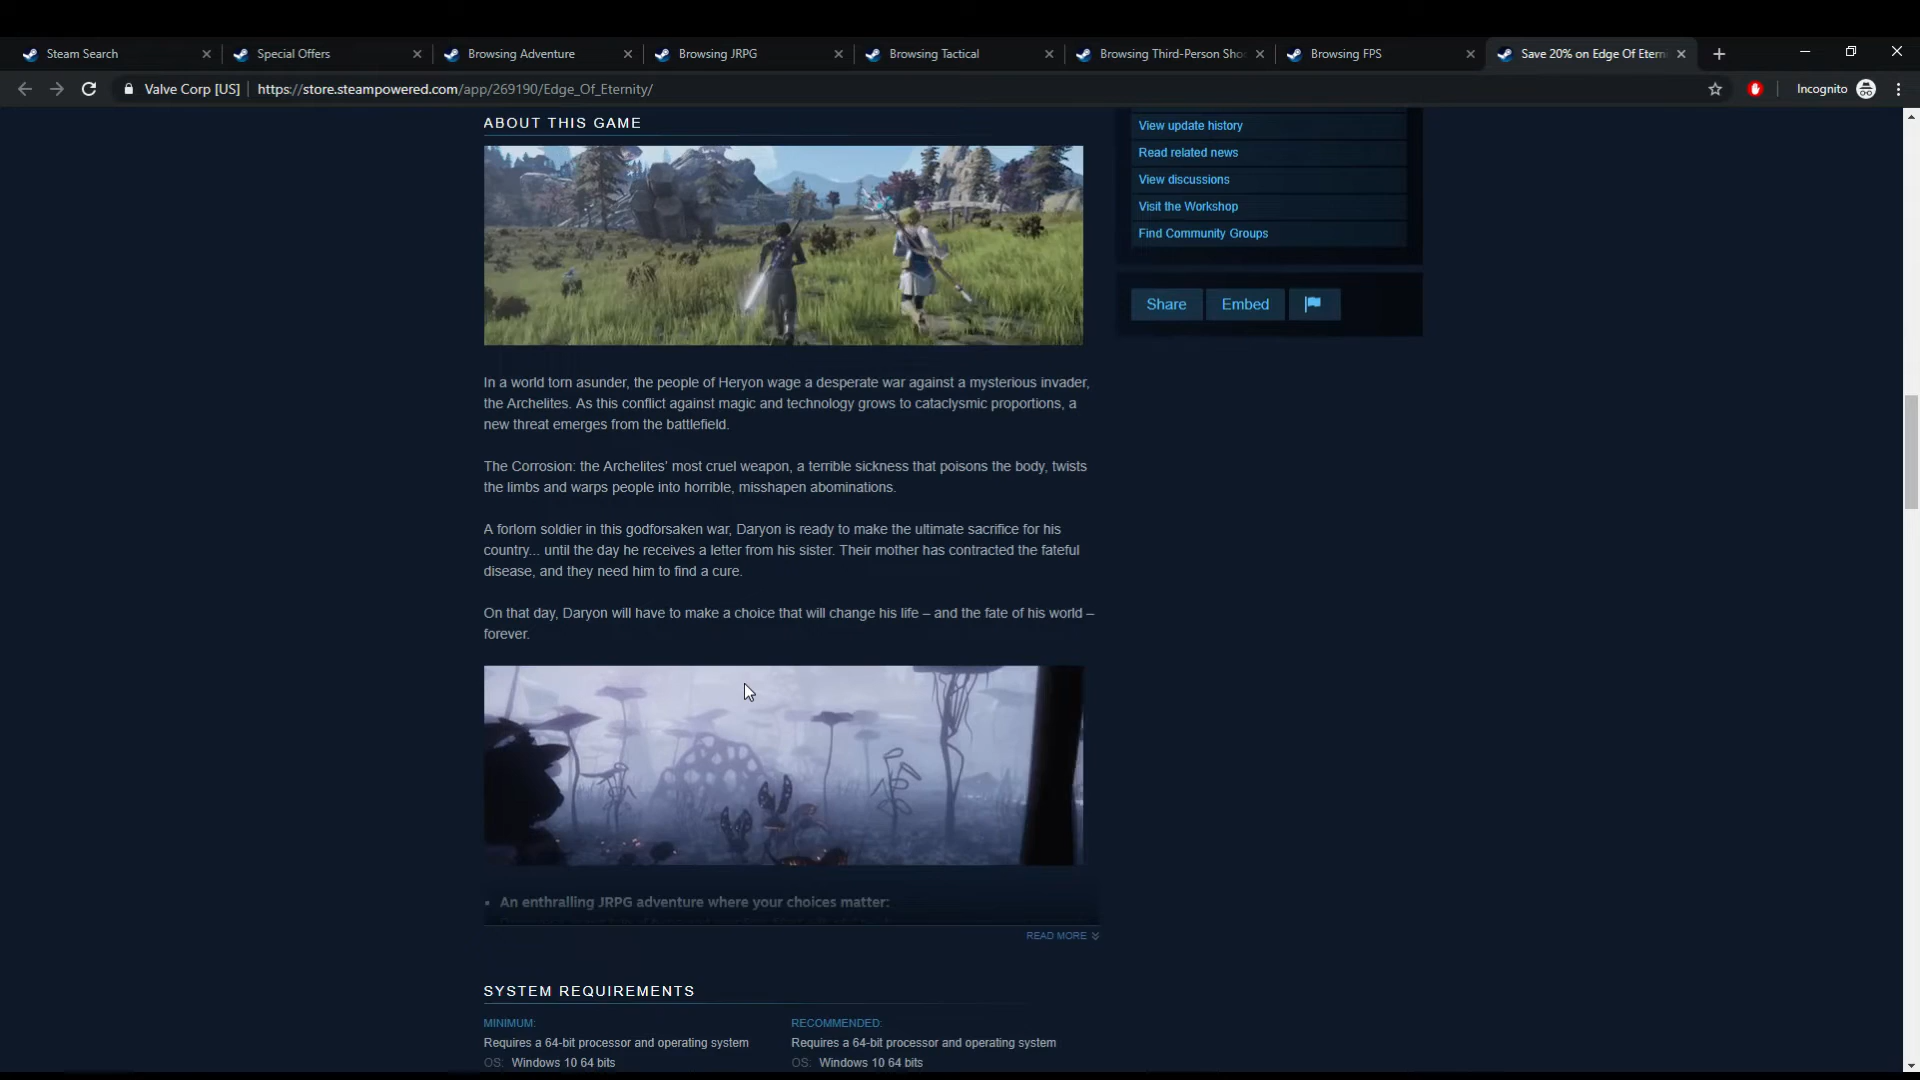 Steam Search
Special Offers
Browsing Adventure
Browsing JRPG
Browsing Tactical
Browsing Third-Person Sho
Browsing FPS
Save 20% on Edge Of Eterni
Valve Corp [US]
https://store.steampowered.com/app/269190/Edge_Of_Eternity/
Incognito
ABOUT THIS GAME
In a world torn asunder, the people of Heryon wage a desperate war against a mysterious invader,
the Archelites. As this conflict against magic and technology grows to cataclysmic proportions, a
new threat emerges from the battlefield.
The Corrosion: the Archelites' most cruel weapon, a terrible sickness that poisons the body, twists
the limbs and warps people into horrible, misshapen abominations.
A forlorn soldier in this godforsaken war, Daryon is ready to make the ultimate sacrifice for his
country... until the day he receives a letter from his sister. Their mother has contracted the fateful
disease, and they need him to find a cure.
On that day, Daryon will have to make a choice that will change his life – and the fate of his world –
forever.
An enthralling JRPG adventure where your choices matter:
READ MORE
SYSTEM REQUIREMENTS
MINIMUM:
Requires a 64-bit processor and operating system
OS: Windows 10 64 bits
RECOMMENDED:
Requires a 64-bit processor and operating system
OS: Windows 10 64 bits
View update history
Read related news
View discussions
Visit the Workshop
Find Community Groups
Share
Embed